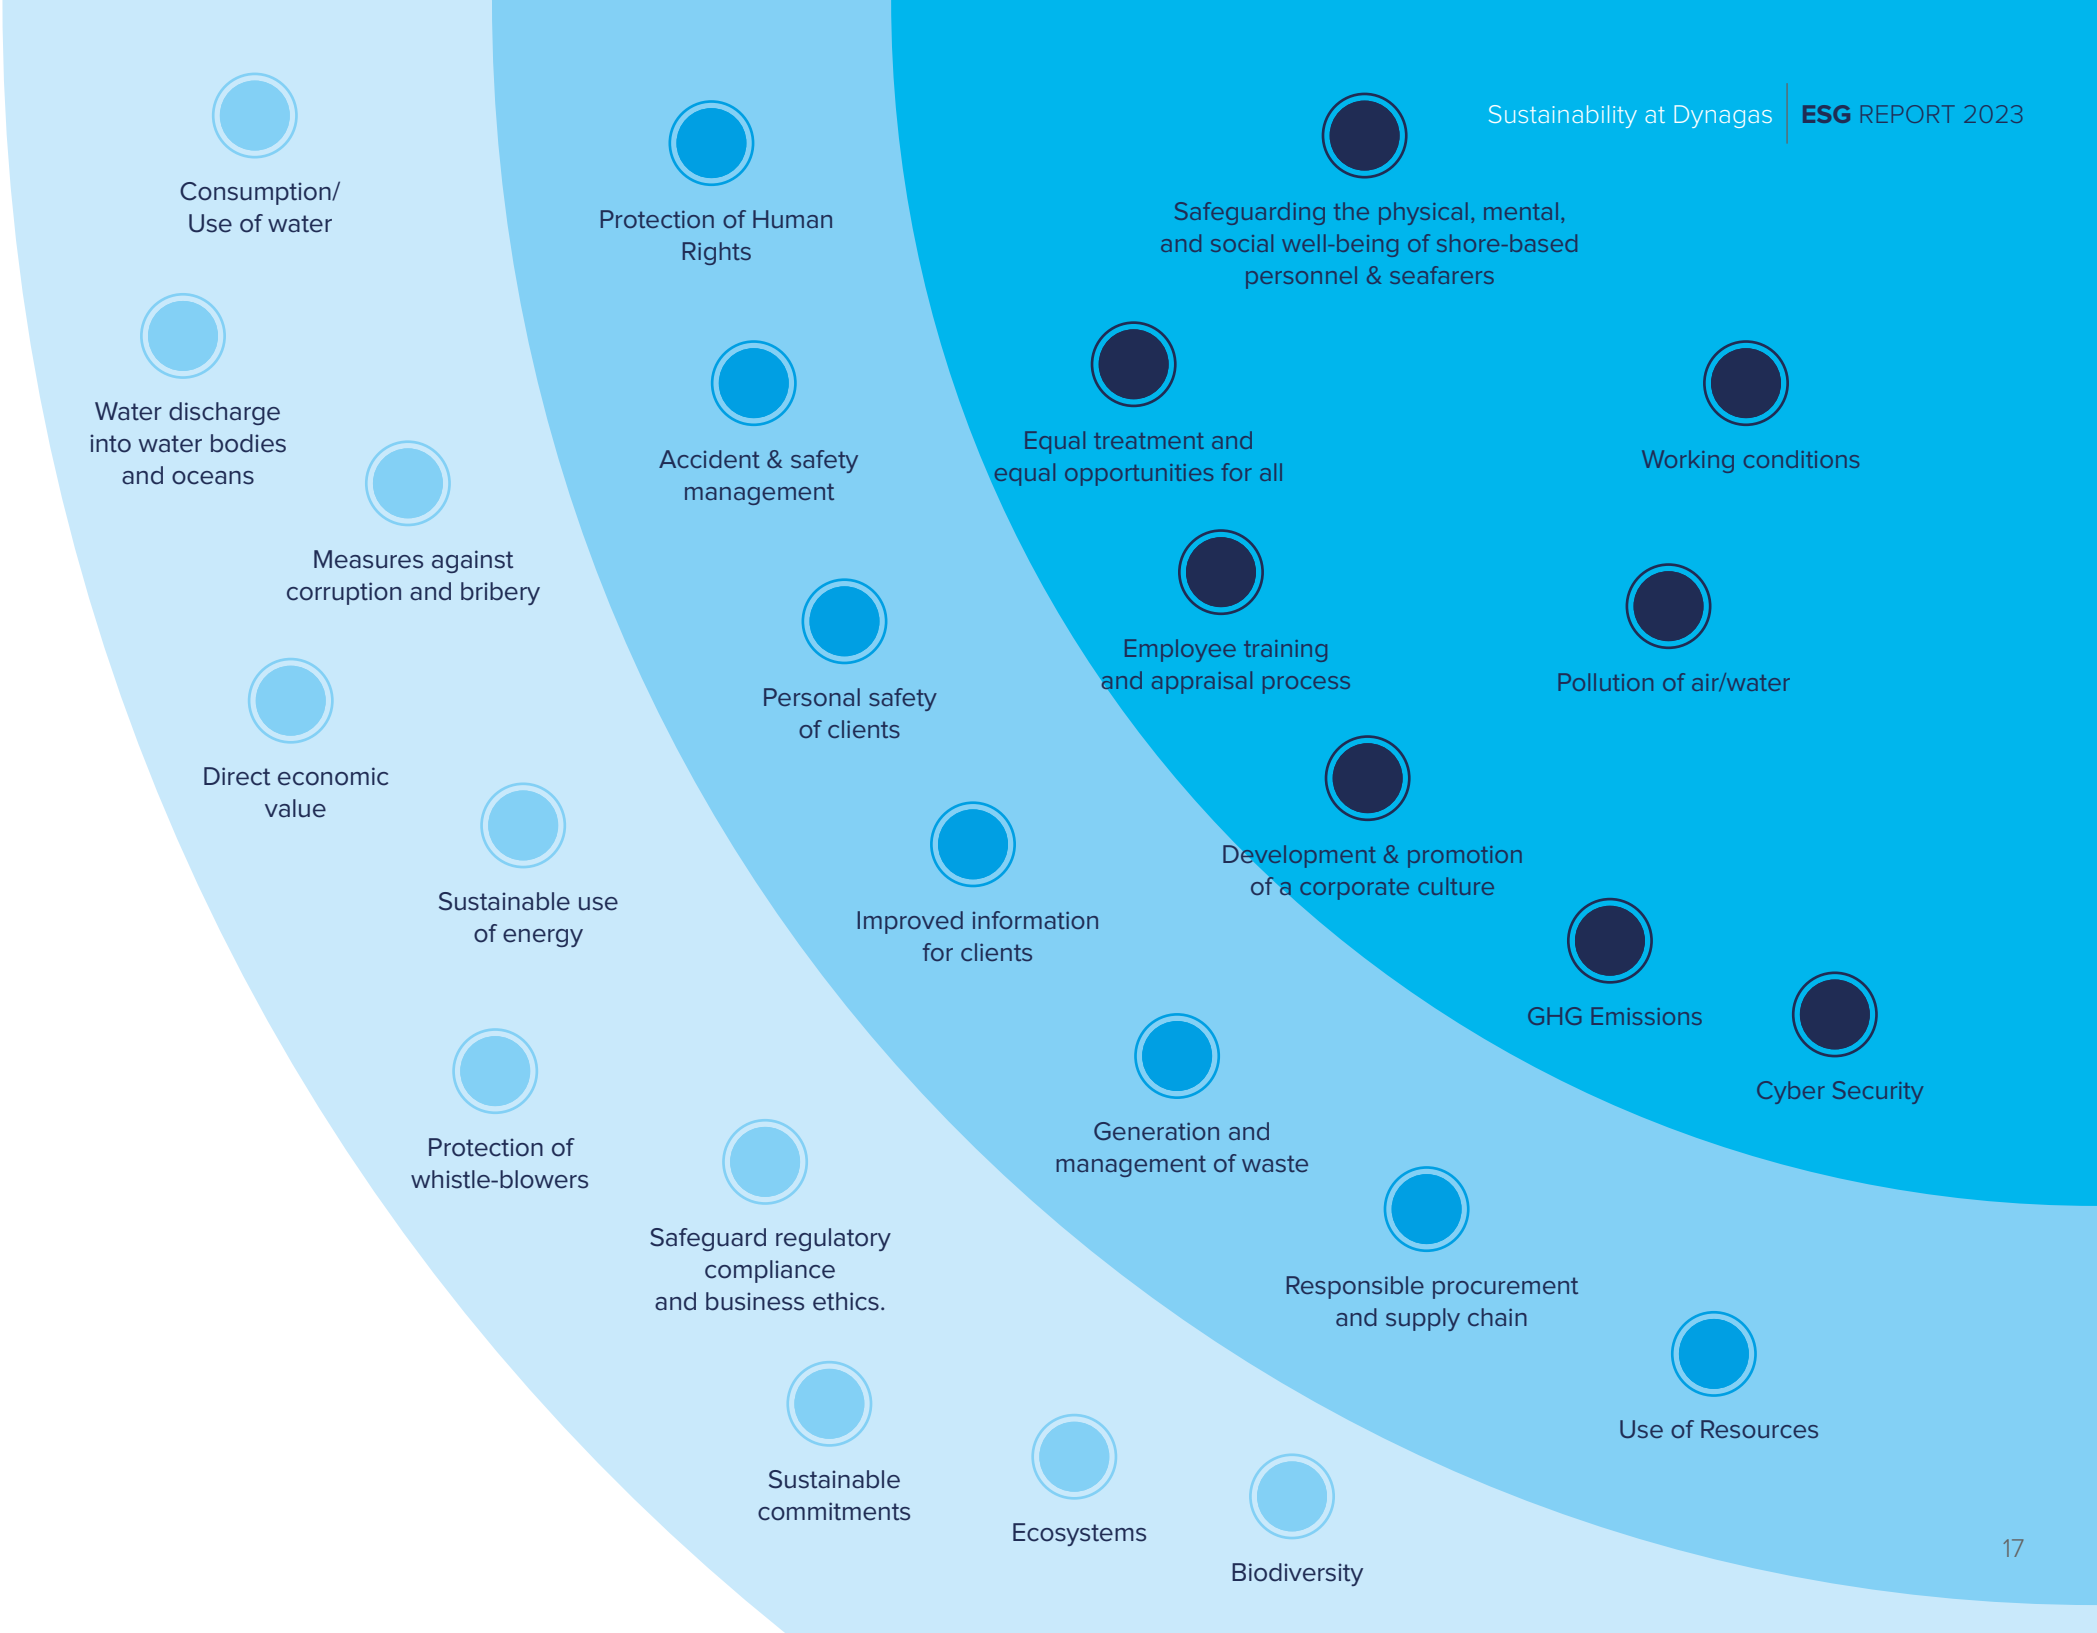 Sustainability at Dynagas ESG REPORT 2023
Consumption/
Use of water
Water discharge
into water bodies
and oceans
Measures against
corruption and bribery
Direct economic
value
Sustainable use
of energy
Protection of
whistle-blowers
Safeguard regulatory
compliance
and business ethics.
Sustainable
commitments
Ecosystems
Biodiversity
Protection of Human
Rights
Accident & safety
management
Personal safety
of clients
Improved information
for clients
Generation and
management of waste
Responsible procurement
and supply chain
Use of Resources
Safeguarding the physical, mental,
and social well-being of shore-based
personnel & seafarers
Equal treatment and
equal opportunities for all
Working conditions
Employee training
and appraisal process
Pollution of air/water
Development & promotion
of a corporate culture
GHG Emissions
Cyber Security
17